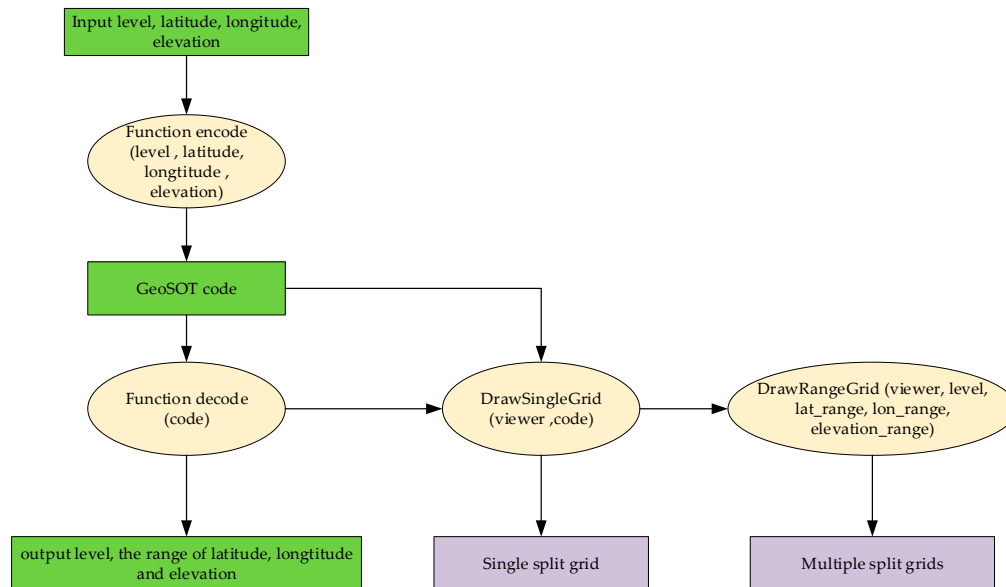 Input level, latitude, longitude,
elevation
Function encode
(level , latitude,
longtitude ,
elevation)
GeoSOT code
Function decode
(code)
DrawSingleGrid
(viewer ,code)
DrawRangeGrid (viewer, level,
lat_range, lon_range,
elevation_range)
output level, the range of latitude, longtitude
and elevation
Single split grid
Multiple split grids